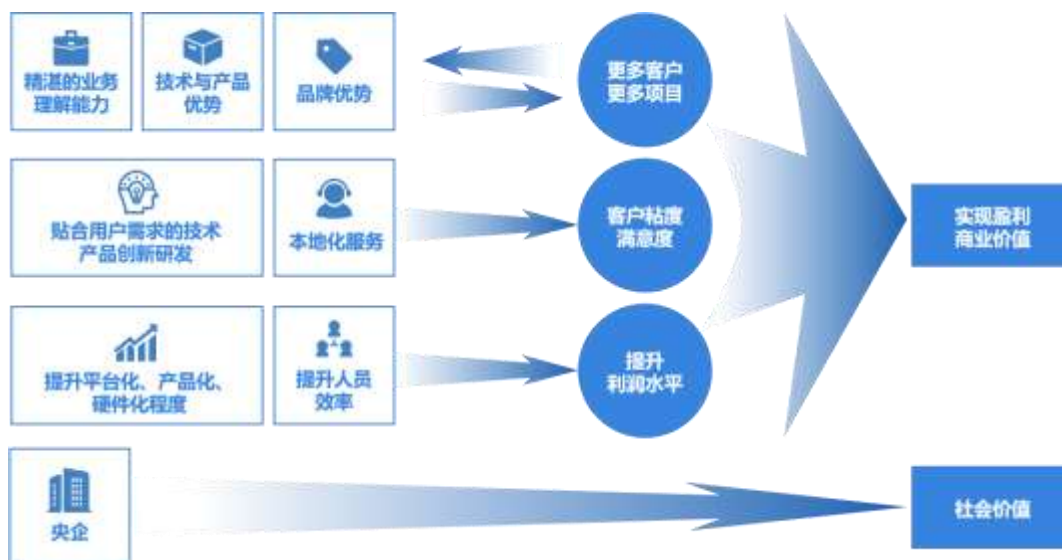 精湛的业务
理解能力
技术与产品
优势
品牌优势
更多客户
更多项目
贴合用户需求的技术
产品创新研发
本地化服务
客户粘度
满意度
实现盈利
商业价值
提升平台化、产品化、
硬件化程度
提升人员
效率
提升
利润水平
央企
社会价值